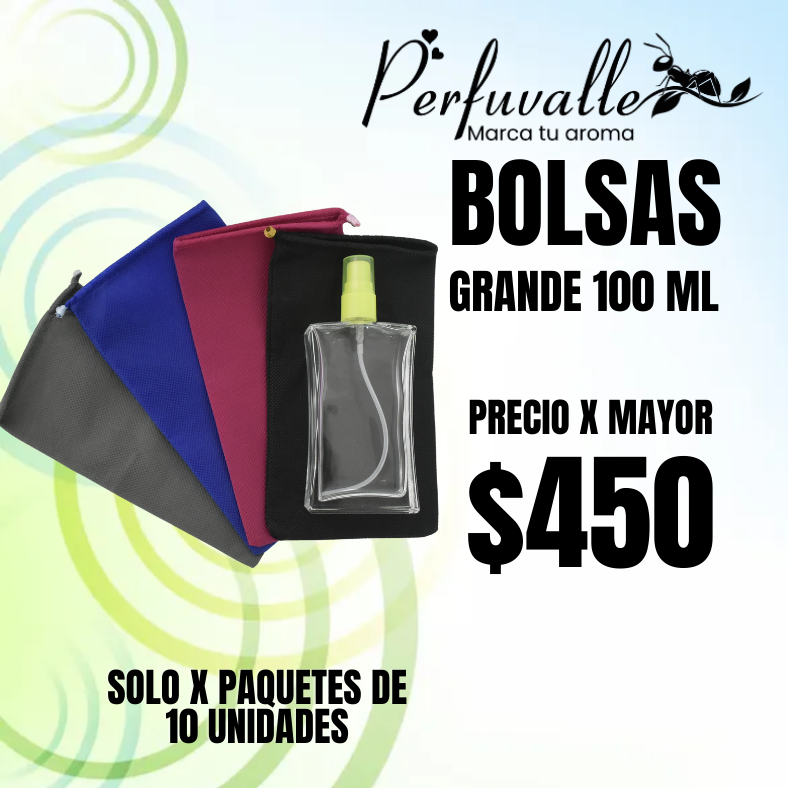 Perfuvalle
Marca tu aroma
BOLSAS
GRANDE 100 ML
PRECIO X MAYOR
$450
SOLO X PAQUETES DE
10 UNIDADES